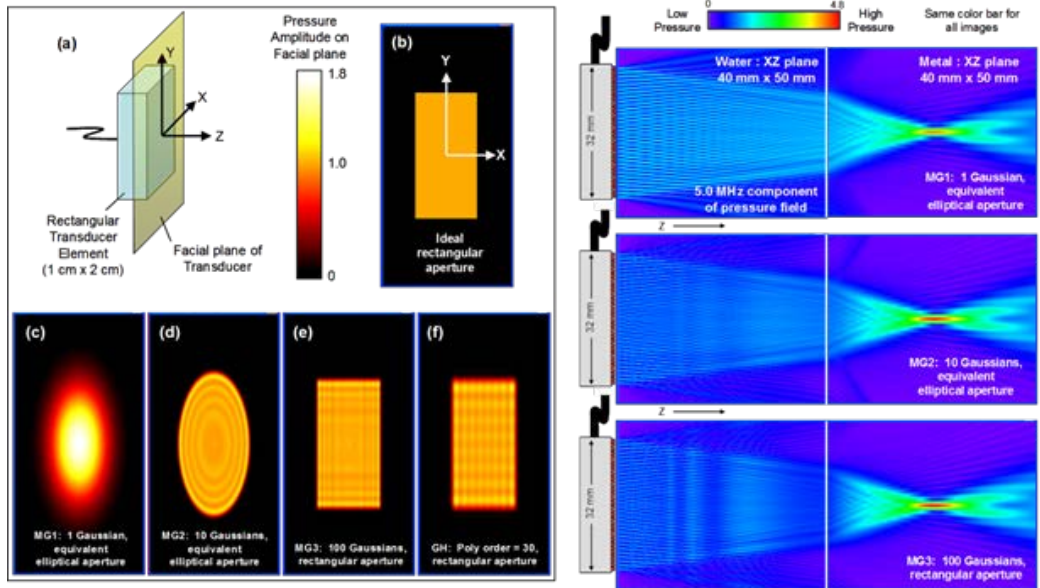 (a)
Y
X
Z
Rectangular
Transducer
Element
(1 cm x 2 cm)
Facial plane of
Transducer
Pressure
Amplitude on
Facial plane
1.8
1.0
0
(b)
Y
X
Ideal
rectangular
aperture
(c)
MG1: 1 Gaussian,
equivalent
elliptical aperture
(d)
MG2: 10 Gaussians,
equivalent
elliptical aperture
(e)
MG3: 100 Gaussians,
rectangular aperture
(f)
GH: Poly order = 30,
rectangular aperture
Low
Pressure
0
4.8
High
Pressure
Same color bar for
all images
32 mm
Water : XZ plane
40 mm x 50 mm
Metal : XZ plane
40 mm x 50 mm
5.0 MHz component
of pressure field
MG1: 1 Gaussian,
equivalent
elliptical aperture
Z
32 mm
MG2: 10 Gaussians,
equivalent
elliptical aperture
Z
32 mm
MG3: 100 Gaussians,
rectangular aperture